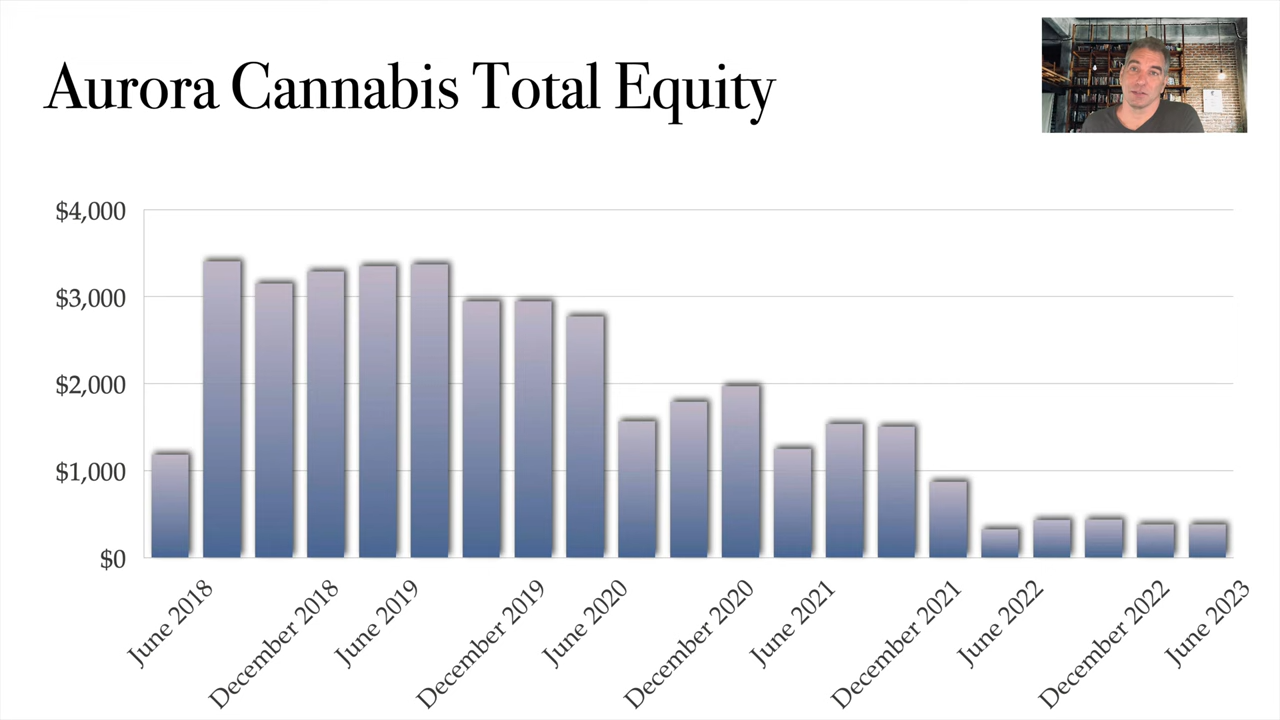 Aurora Cannabis Total Equity
$4,000
$3,000
$2,000
$1,000
$0
June 2018
December 2018
June 2019
December 2019
June 2020
December 2020
June 2021
December 2021
June 2022
December 2022
June 2023